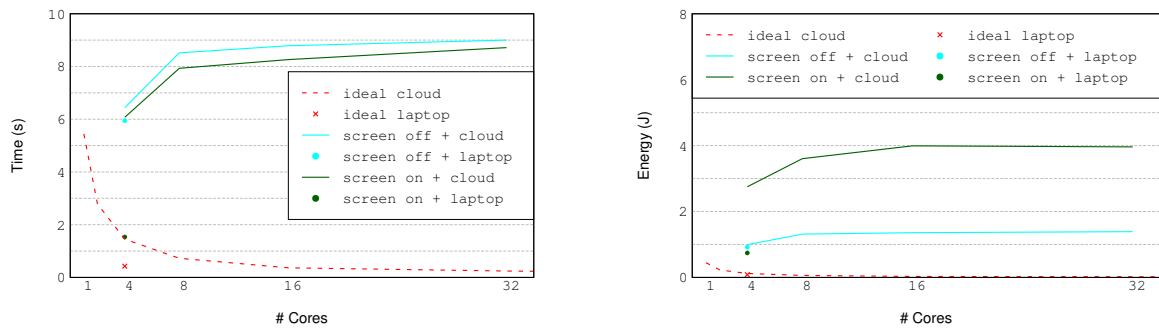 10
8
6
4
2
0
Time (s)
1
4
8
16
32
# Cores
ideal cloud
ideal laptop
screen off + cloud
screen off + laptop
screen on + cloud
screen on + laptop
8
6
4
2
0
Energy (J)
1
4
8
16
32
# Cores
ideal cloud
screen off + cloud
screen on + cloud
ideal laptop
screen off + laptop
screen on + laptop